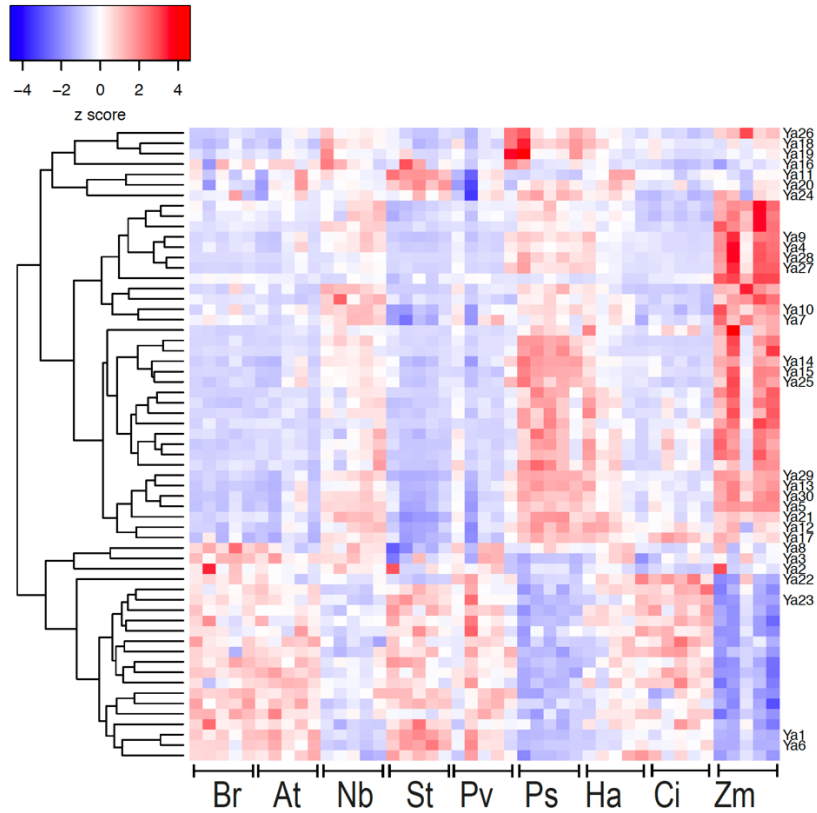 −4 −2 0 2 4
z score
Ya26
Ya18
Ya19
Ya16
Ya11
Ya20
Ya24
Ya9
Ya4
Ya28
Ya27
Ya10
Ya7
Ya14
Ya15
Ya25
Ya29
Ya13
Ya30
Ya5
Ya21
Ya12
Ya17
Ya8
Ya3
Ya2
Ya22
Ya23
Ya1
Ya6
Br At Nb St Pv Ps Ha Ci Zm